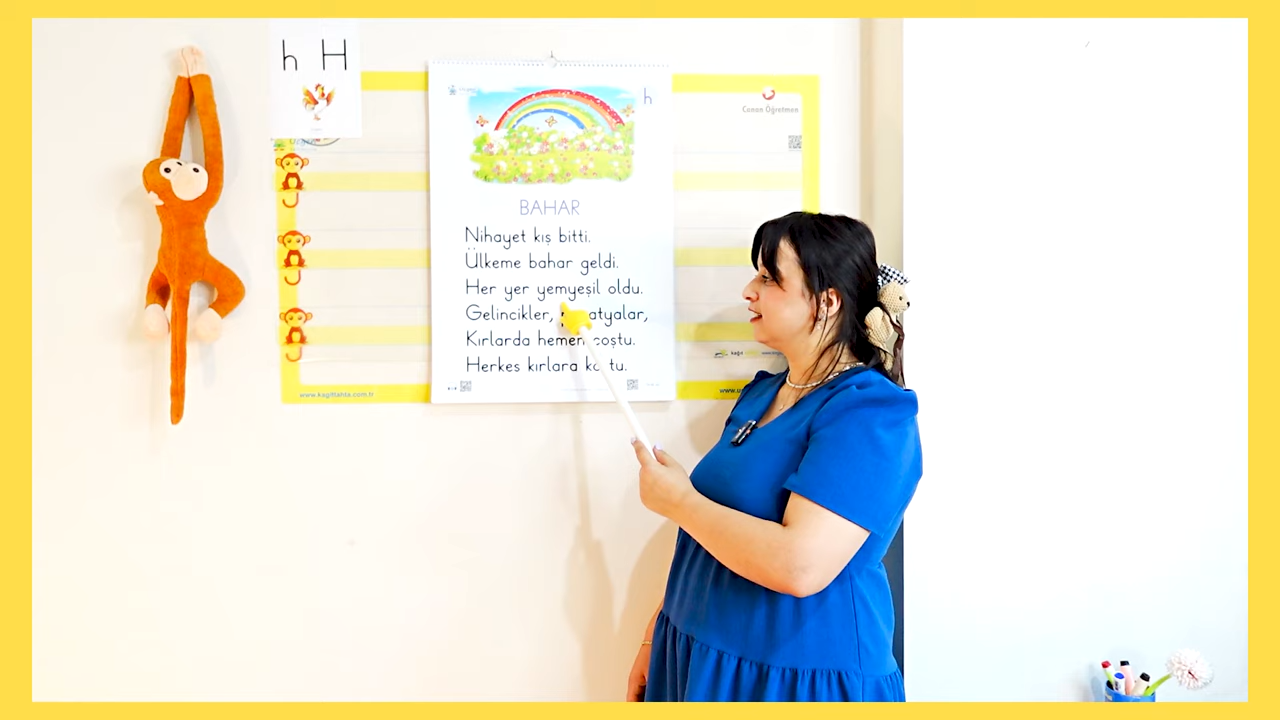 h H
h
Canan Öğretmen
BAHAR
Nihayet kış bitti.
Ülkeme bahar geldi.
Her yer yemyeşil oldu.
Gelincikler, atyalar,
Kırlarda hemen coştu.
Herkes kırlara
www.kagittahta.com.tr